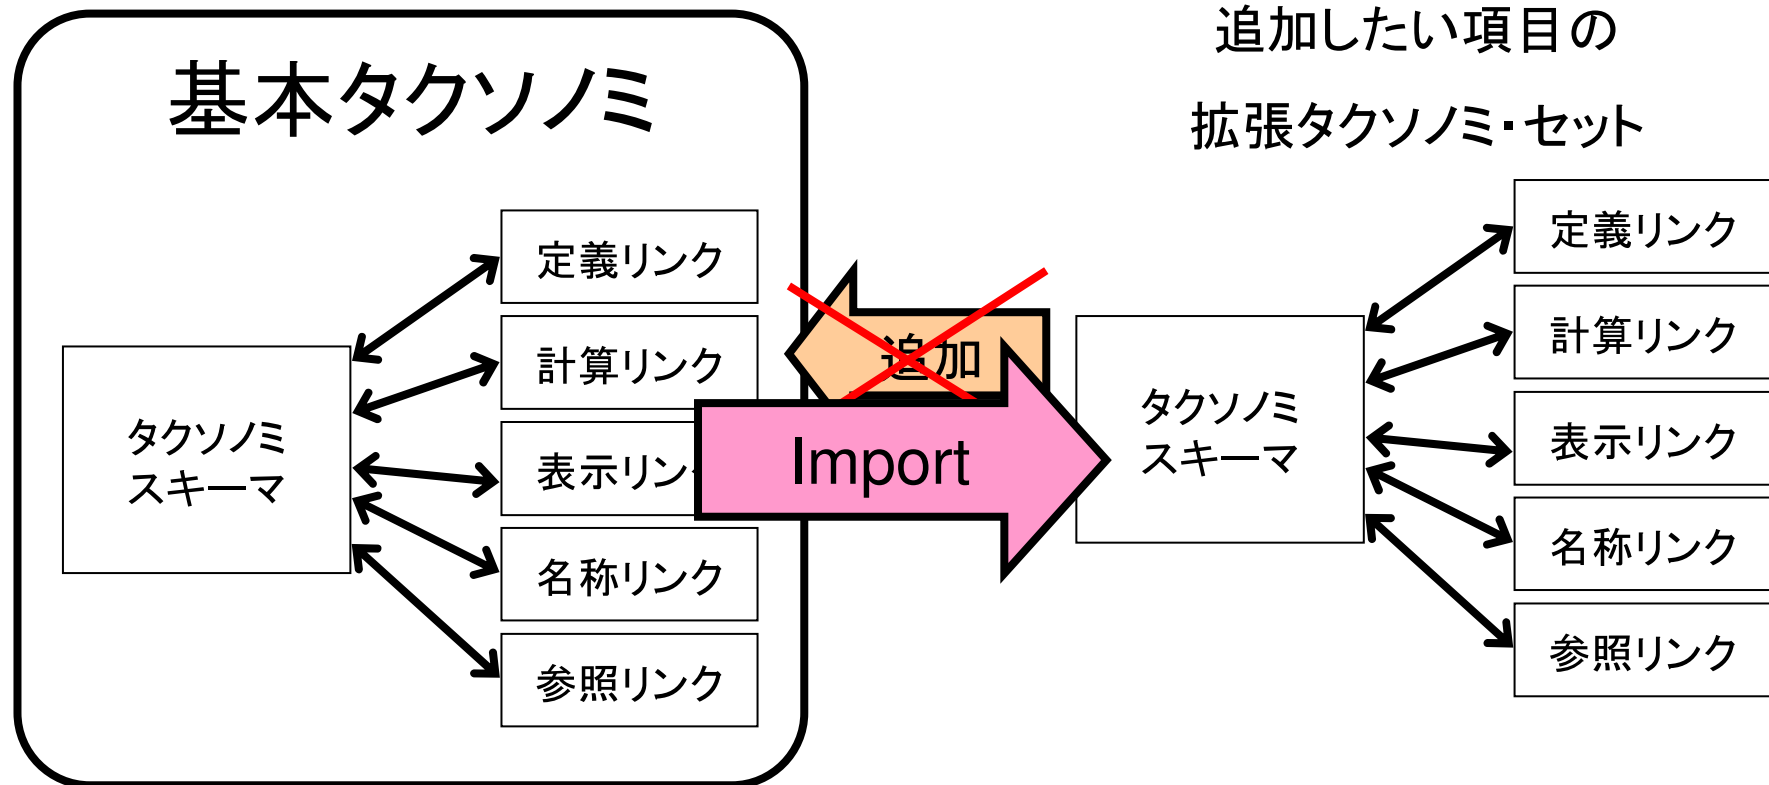 基本タクソノミ
タクソノミ
スキーマ
定義リンク
計算リンク
表示リンク
名称リンク
参照リンク
追加
Import
追加したい項目の
拡張タクソノミ・セット
タクソノミ
スキーマ
定義リンク
計算リンク
表示リンク
名称リンク
参照リンク